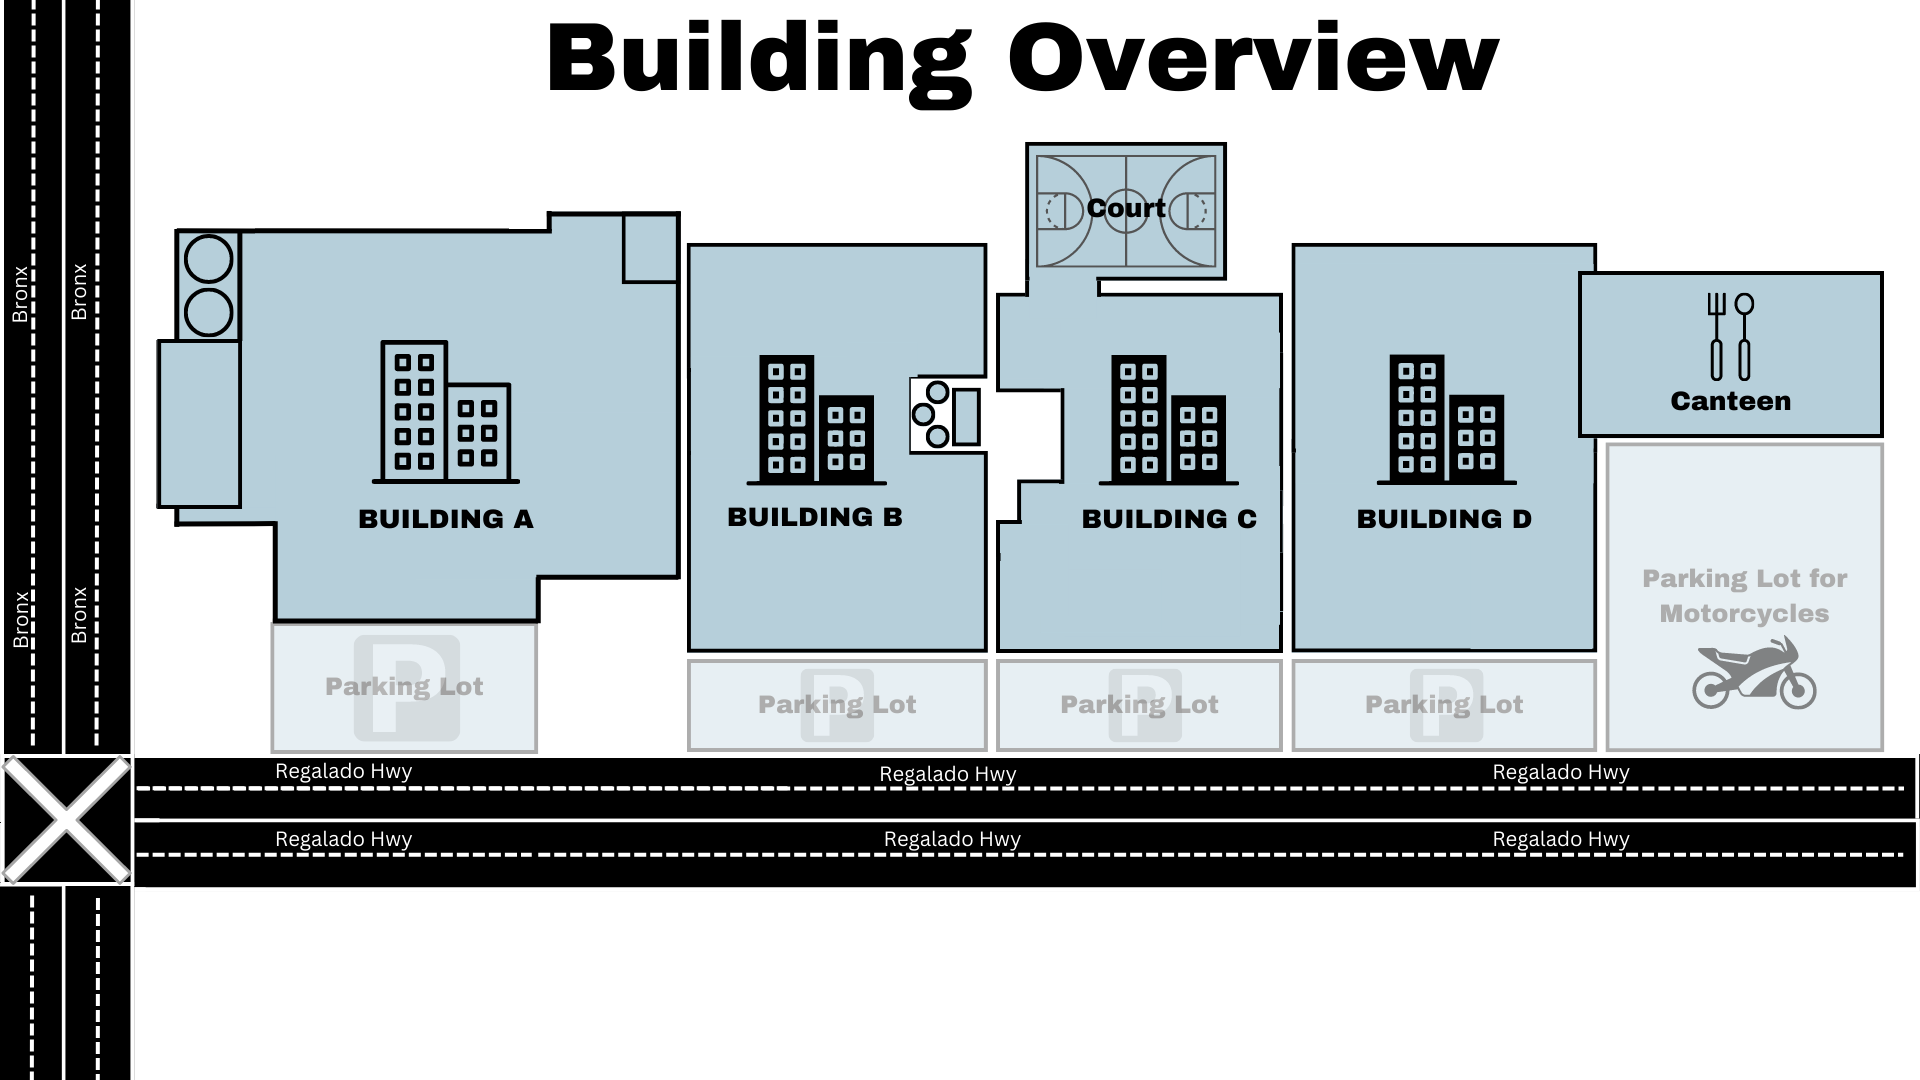 Building Overview
Court
Bronx
Bronx
Canteen
BUILDING A
BUILDING B
BUILDING C
BUILDING D
Parking Lot for
Motorcycles
Bronx
Bronx
Parking Lot
Parking Lot
Parking Lot
Parking Lot
Regalado Hwy
Regalado Hwy
Regalado Hwy
Regalado Hwy
Regalado Hwy
Regalado Hwy